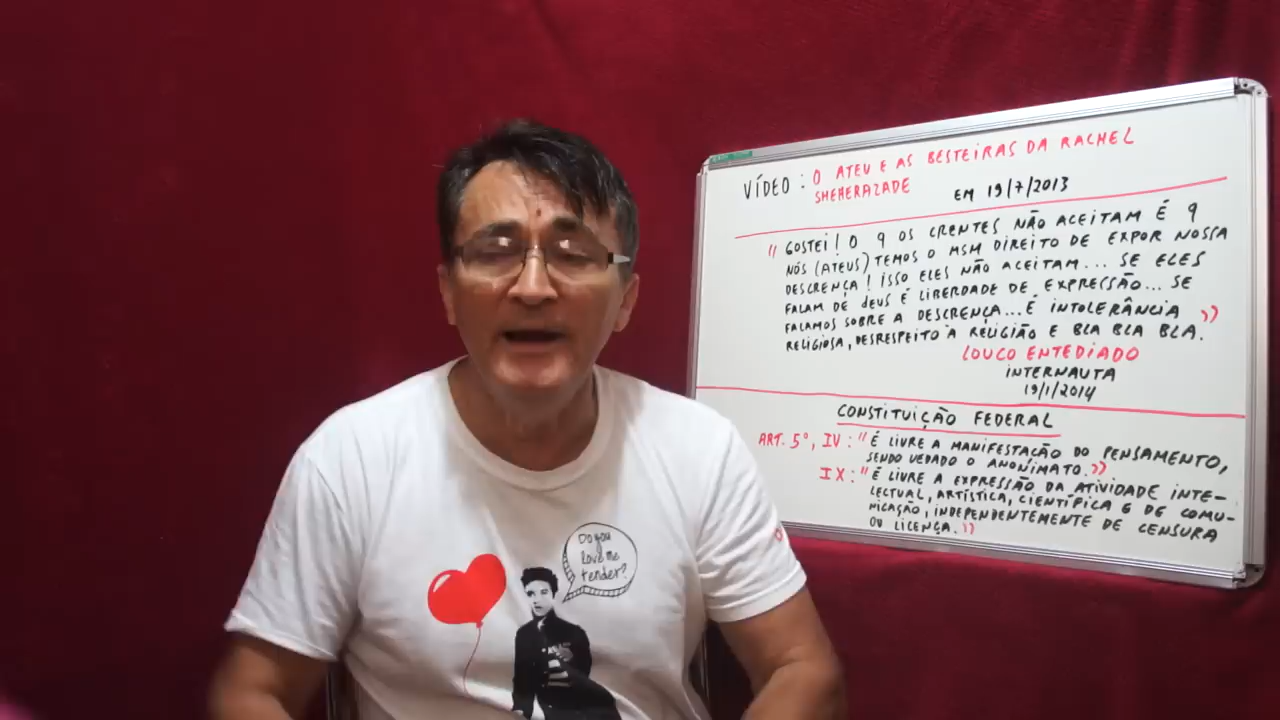 VÍDEO: O ATEU E AS BESTEIRAS DA RACHEL
SHEHERAZADE EM 19/7/2013
"GOSTEI! O Q OS CRENTES NÃO ACEITAM É Q
NÓS (ATEUS) TEMOS O MSM DIREITO DE EXPOR NOSSA
DESCRENÇA! ISSO ELES NÃO ACEITAM... SE ELES
FALAM DE DEUS É LIBERDADE DE EXPRESSÃO... SE
FALAMOS SOBRE A DESCRENÇA... É INTOLERÂNCIA
RELIGIOSA, DESRESPEITO À RELIGIÃO E BLA BLA BLA."
LOUCO ENTEDIADO
INTERNAUTA
19/1/2014
CONSTITUIÇÃO FEDERAL
ART. 5º, IV: "É LIVRE A MANIFESTAÇÃO DO PENSAMENTO,
SENDO VEDADO O ANONIMATO."
IX: "É LIVRE A EXPRESSÃO DA ATIVIDADE INTE-
LECTUAL, ARTÍSTICA, CIENTÍFICA E DE COMU-
NICAÇÃO, INDEPENDENTEMENTE DE CENSURA
OU LICENÇA."
Do you
love me
tender?